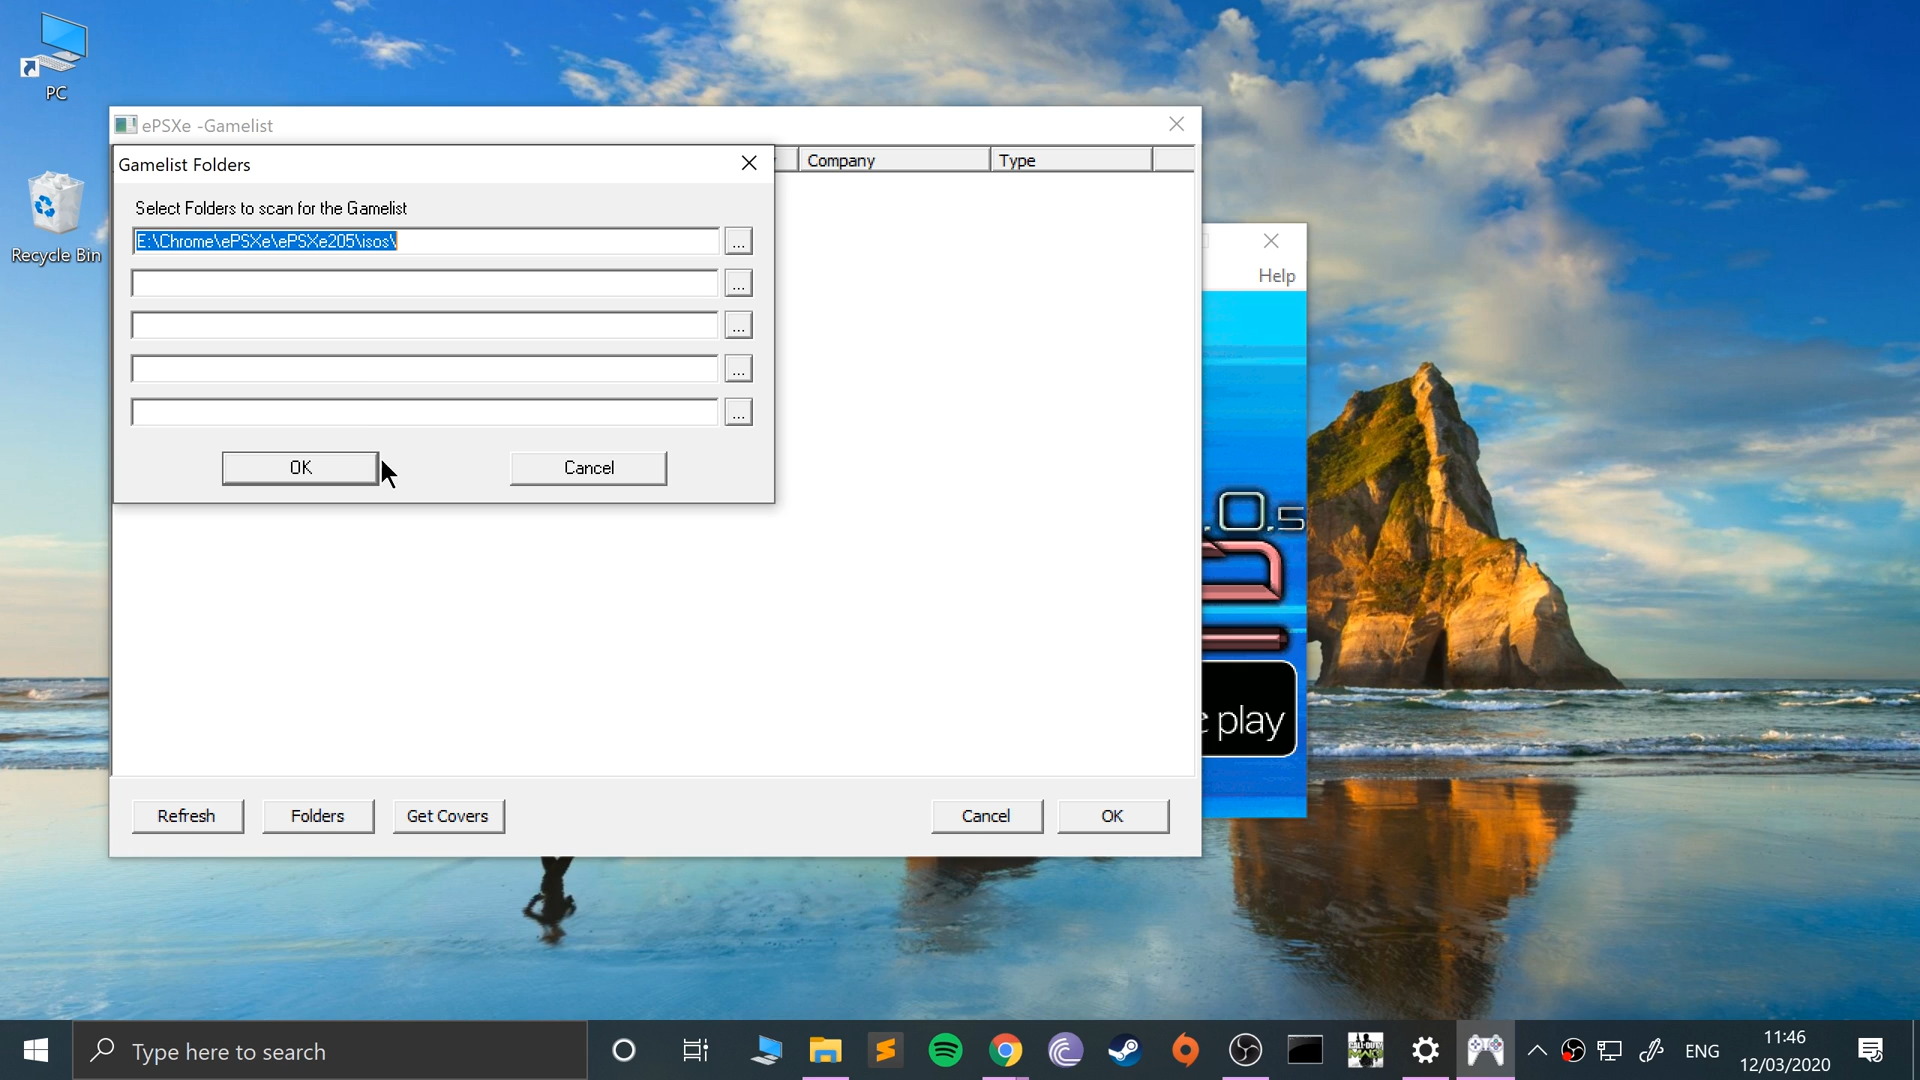 PC
Recycle Bin
ePSXe -Gamelist
Gamelist Folders
Company
Type
Select Folders to scan for the Gamelist
E:\Chrome\ePSXe\ePSXe205\isos\
...
...
...
...
...
OK
Cancel
Help
.0.5
play
Refresh
Folders
Get Covers
Cancel
OK
Type here to search
ENG
11:46
12/03/2020